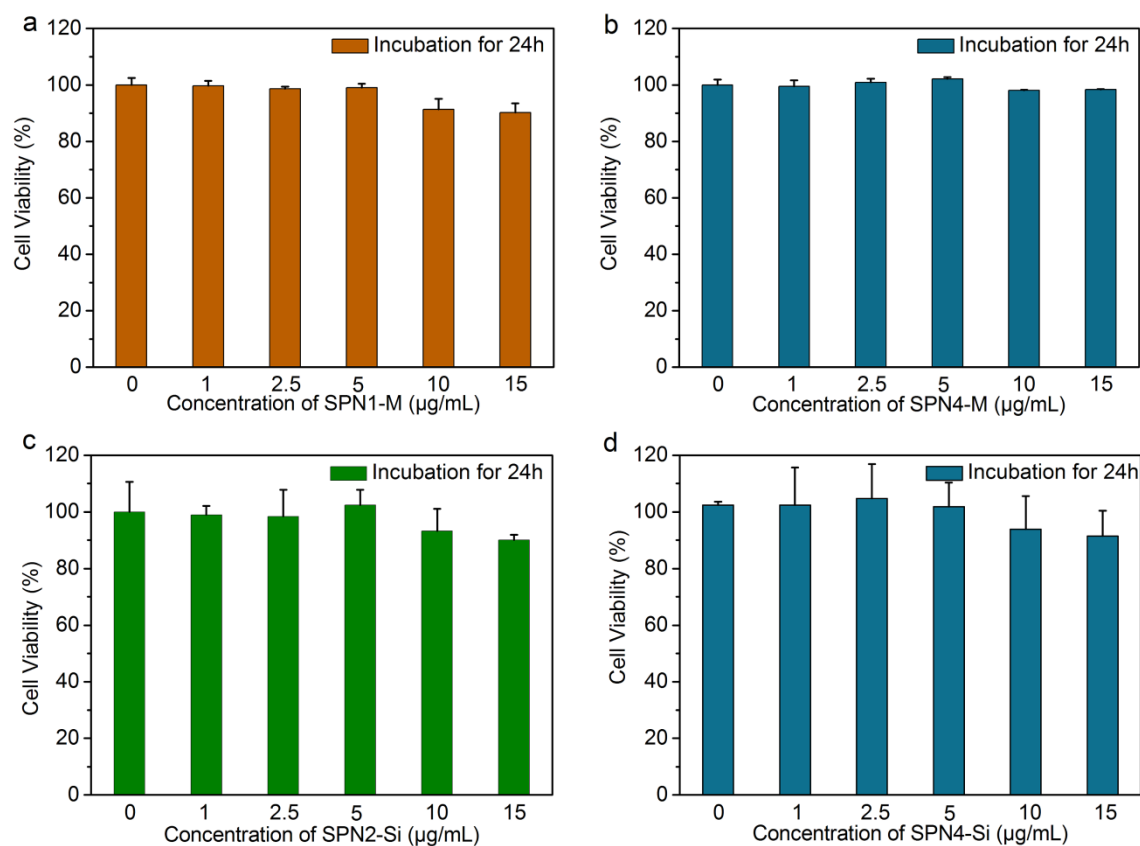 a
120
100
80
60
40
20
0
Cell Viability (%)
Incubation for 24h
0 1 2.5 5 10 15
Concentration of SPN1-M (μg/mL)
b
120
100
80
60
40
20
0
Cell Viability (%)
Incubation for 24h
0 1 2.5 5 10 15
Concentration of SPN4-M (μg/mL)
c
120
100
80
60
40
20
0
Cell Viability (%)
Incubation for 24h
0 1 2.5 5 10 15
Concentration of SPN2-Si (μg/mL)
d
120
100
80
60
40
20
0
Cell Viability (%)
Incubation for 24h
0 1 2.5 5 10 15
Concentration of SPN4-Si (μg/mL)